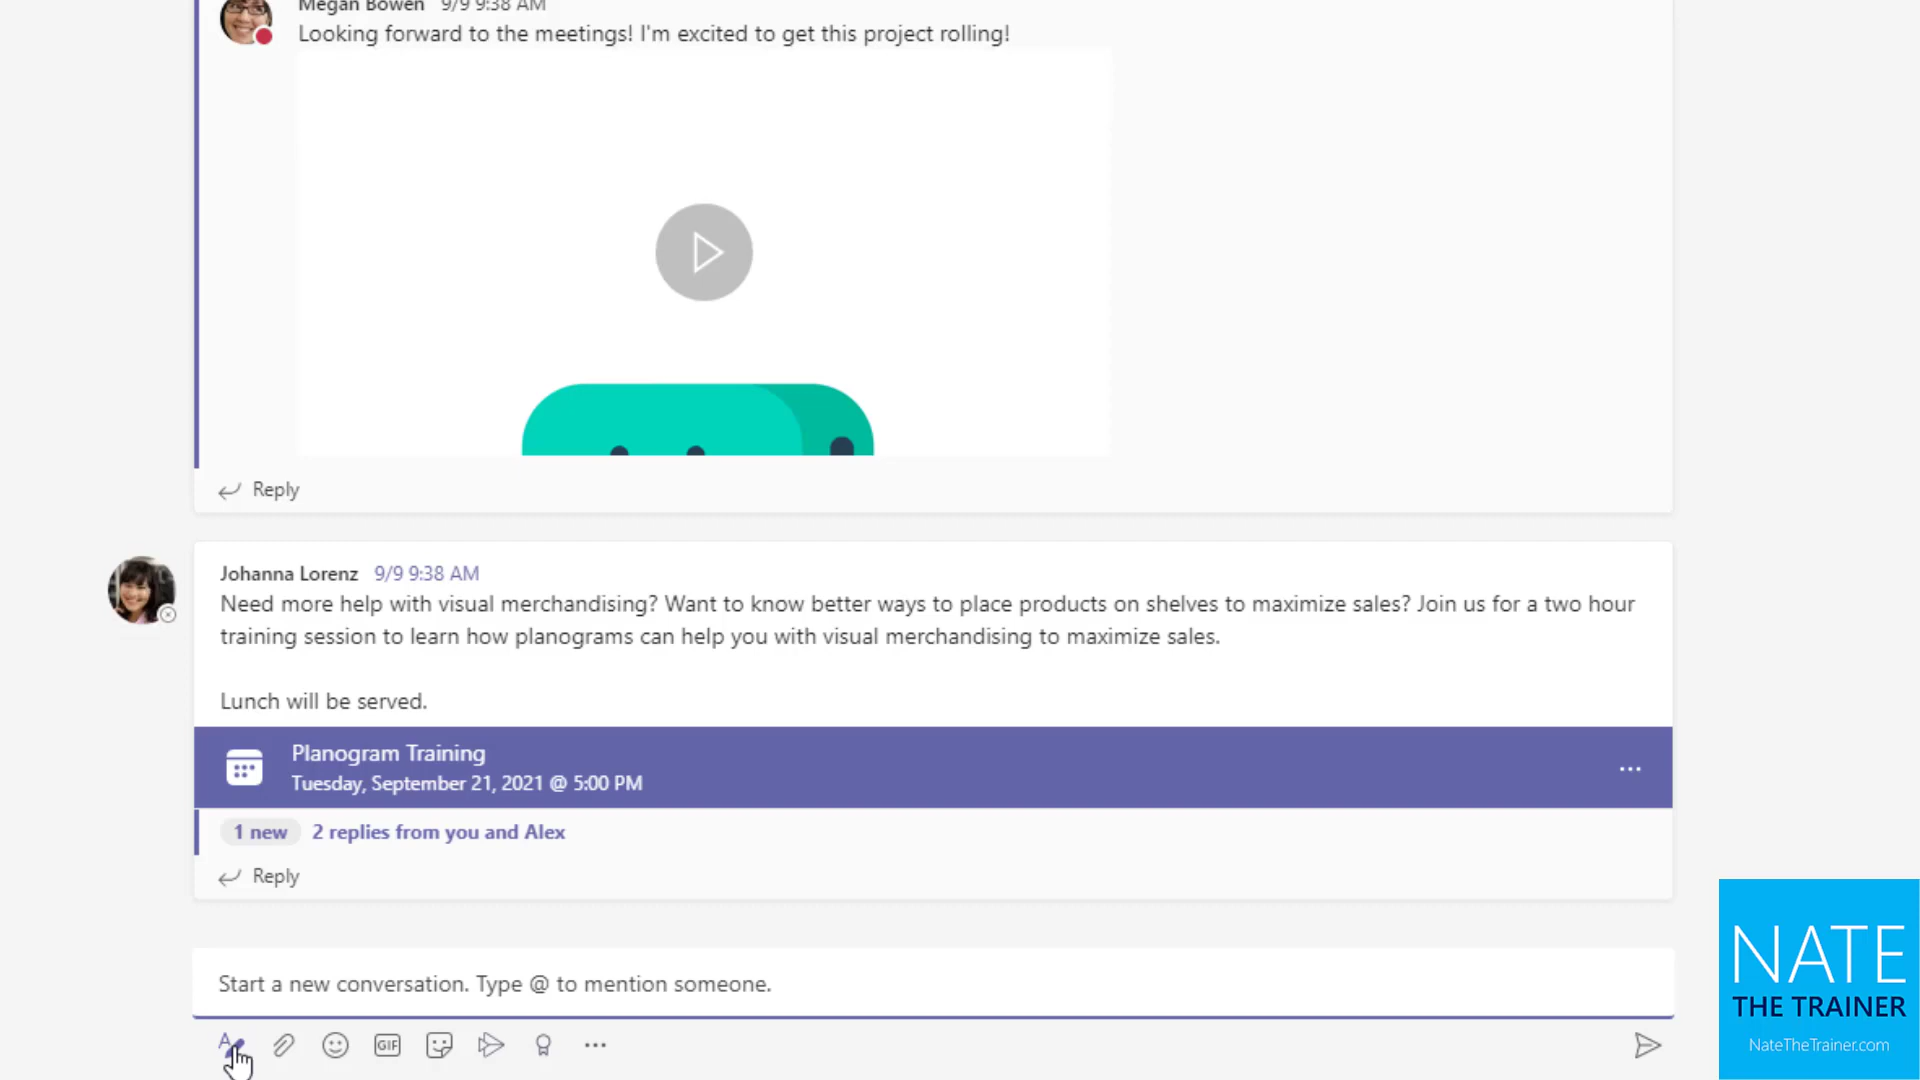 Megan Bowen 9/9 9:38 AM
Looking forward to the meetings! I'm excited to get this project rolling!
Reply
Johanna Lorenz 9/9 9:38 AM
Need more help with visual merchandising? Want to know better ways to place products on shelves to maximize sales? Join us for a two hour
training session to learn how planograms can help you with visual merchandising to maximize sales.
Lunch will be served.
Planogram Training
Tuesday, September 21, 2021 @ 5:00 PM
1 new 2 replies from you and Alex
Reply
Start a new conversation. Type @ to mention someone.
GIF
NATE
THE TRAINER
NateTheTrainer.com